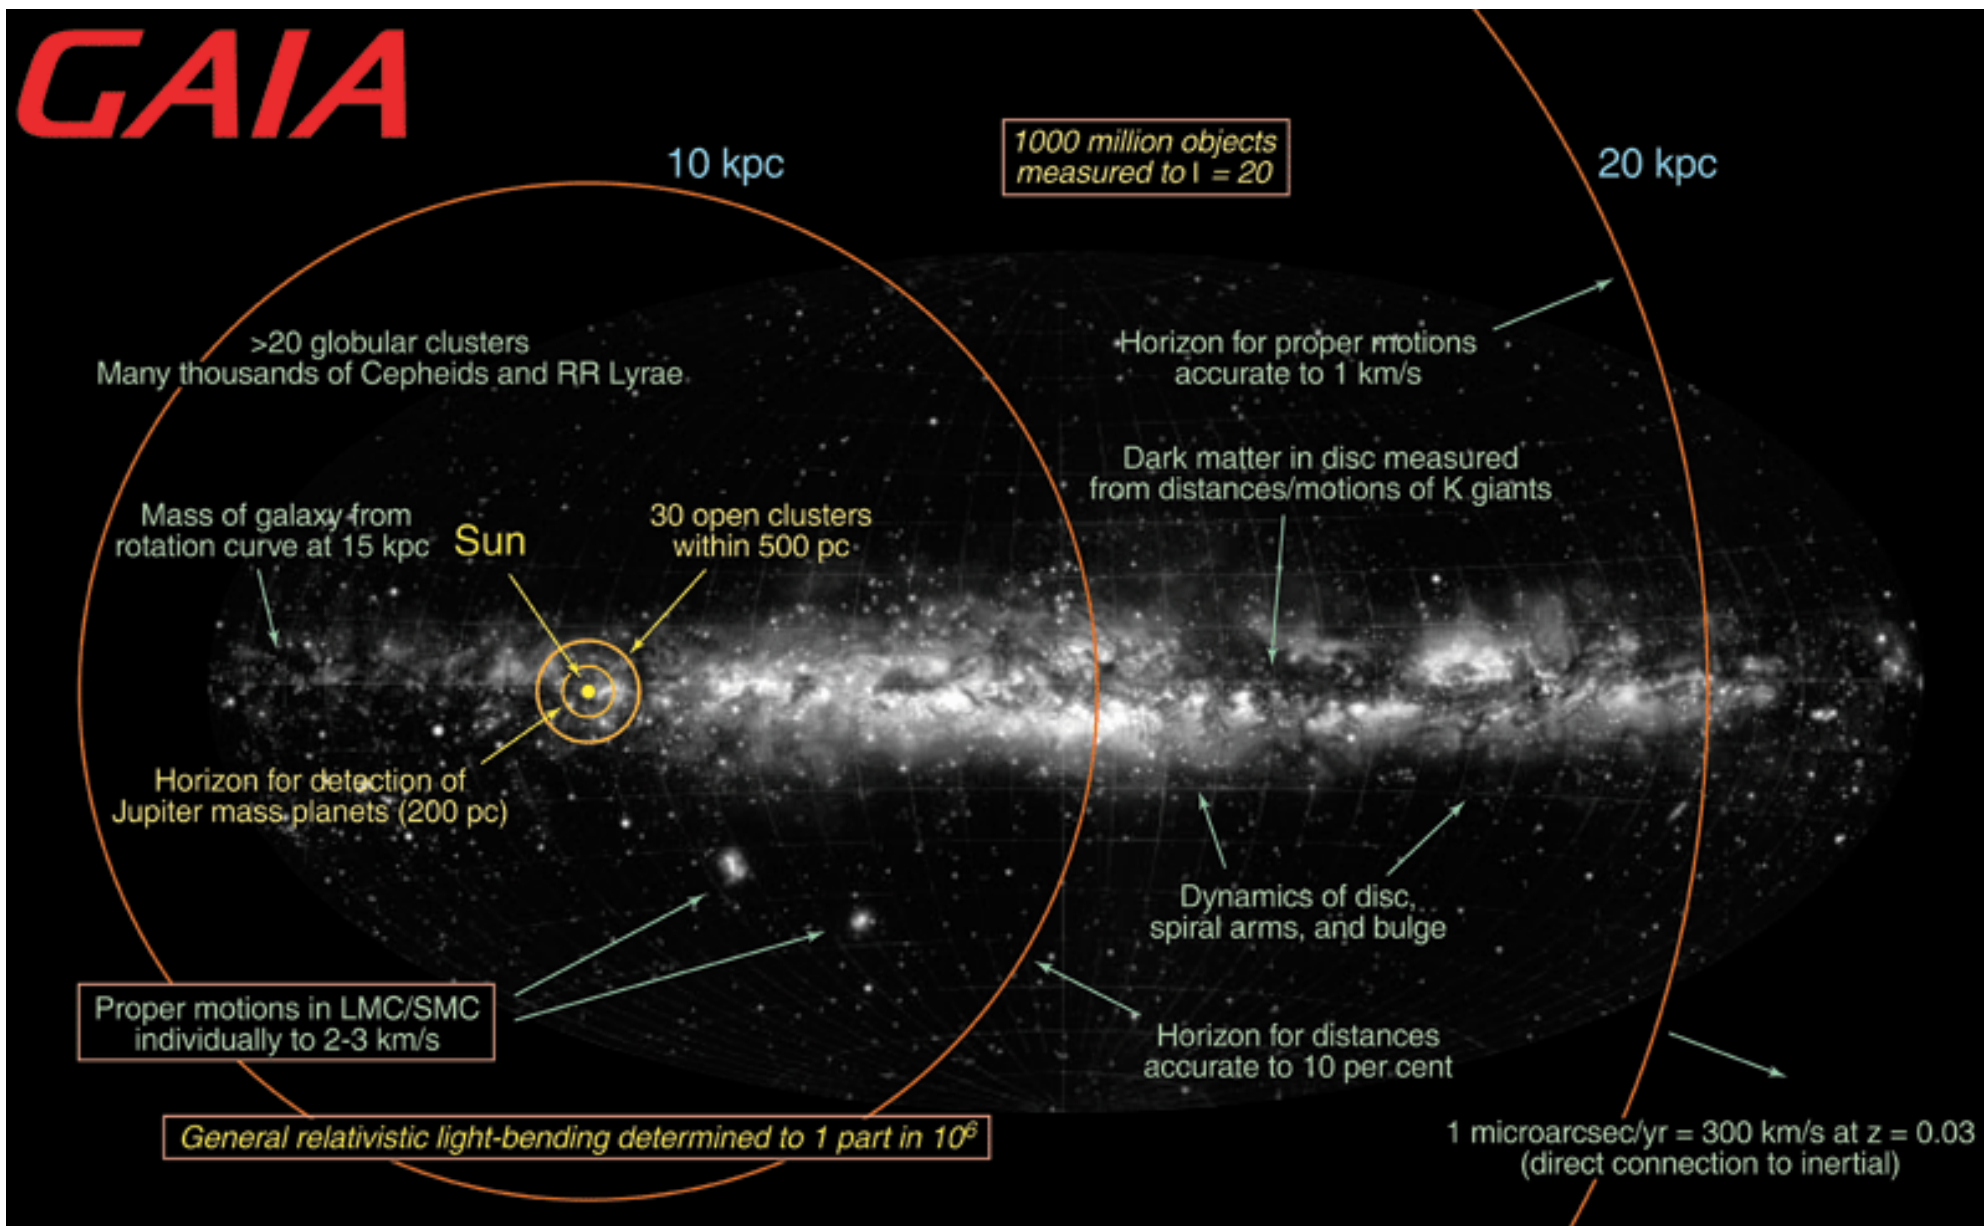 GAIA
10 kpc
1000 million objects
measured to I = 20
20 kpc
>20 globular clusters
Many thousands of Cepheids and RR Lyrae
Horizon for proper motions
accurate to 1 km/s
Dark matter in disc measured
from distances/motions of K giants
Mass of galaxy from
rotation curve at 15 kpc
Sun
30 open clusters
within 500 pc
Horizon for detection of
Jupiter mass planets (200 pc)
Dynamics of disc,
spiral arms, and bulge
Proper motions in LMC/SMC
individually to 2-3 km/s
Horizon for distances
accurate to 10 per cent
General relativistic light-bending determined to 1 part in 10⁶
1 microarcsec/yr = 300 km/s at z = 0.03
(direct connection to inertial)